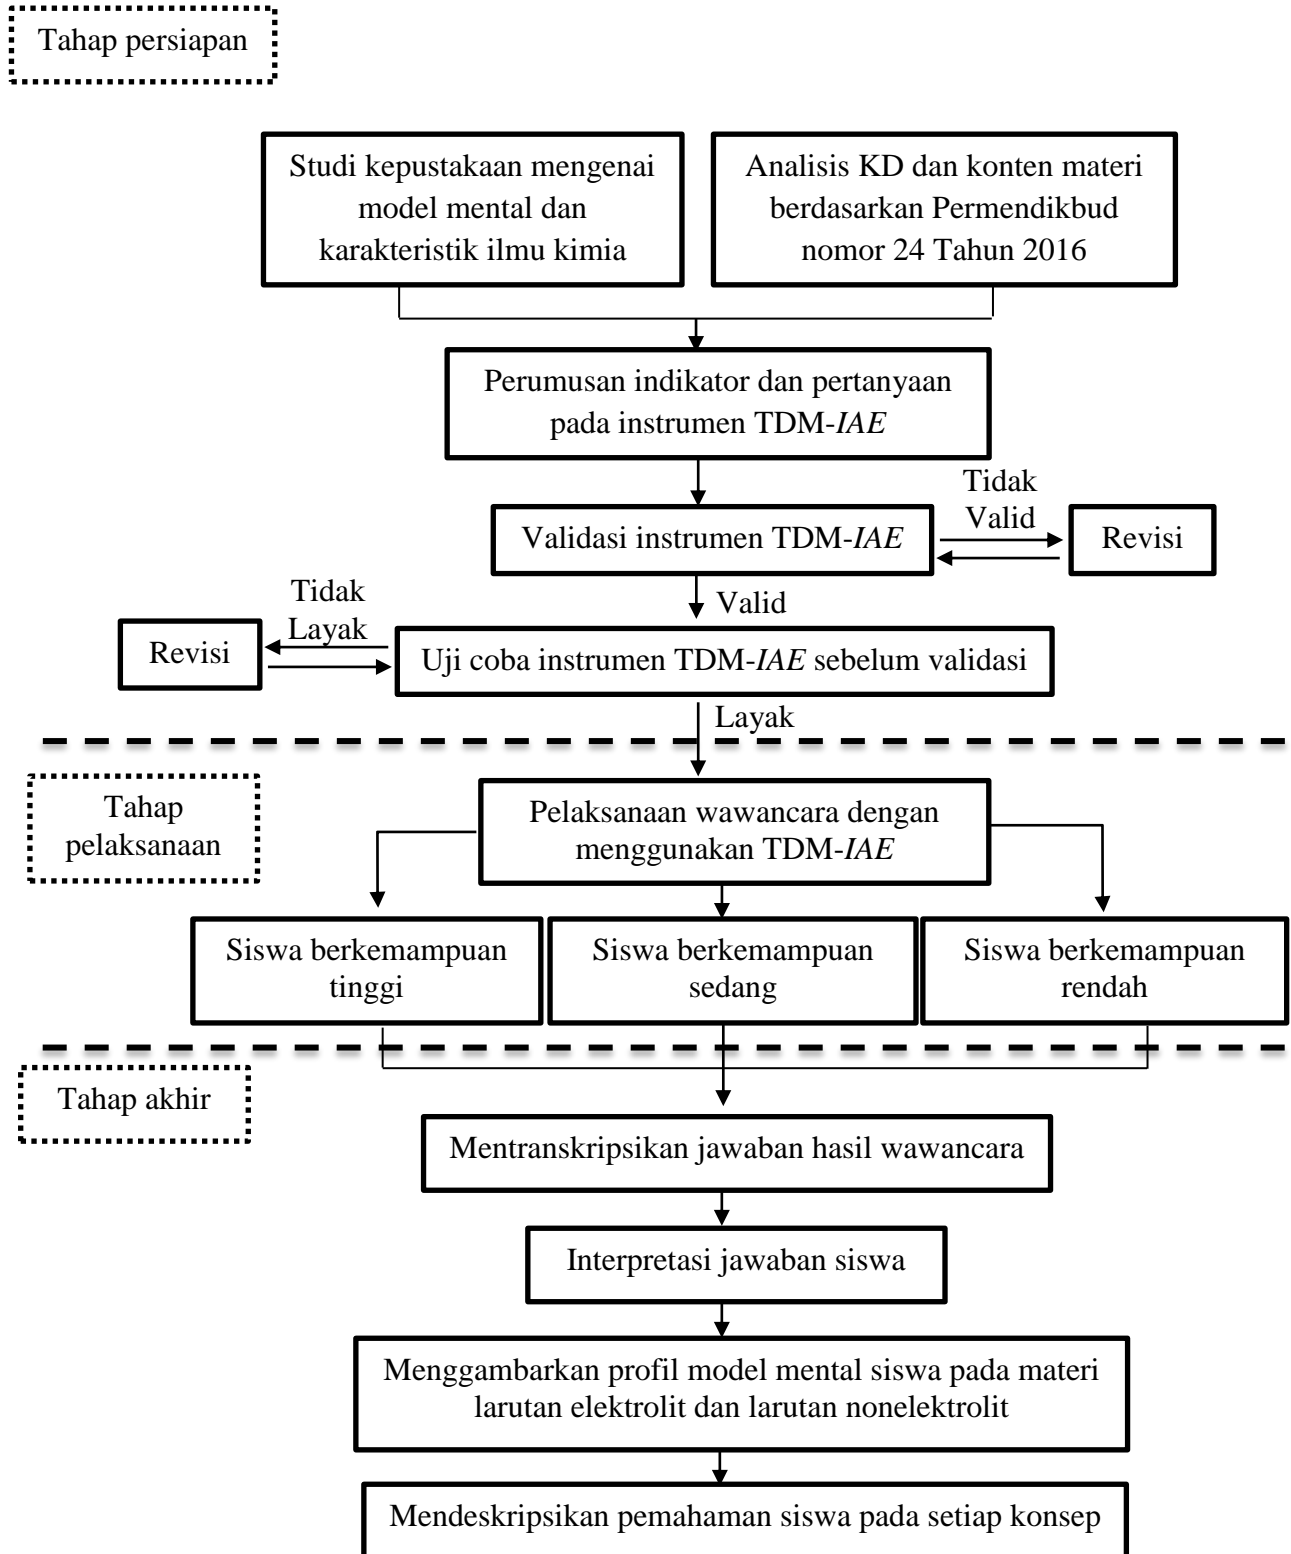 Tahap persiapan
Studi kepustakaan mengenai
model mental dan
karakteristik ilmu kimia
Analisis KD dan konten materi
berdasarkan Permendikbud
nomor 24 Tahun 2016
Perumusan indikator dan pertanyaan
pada instrumen TDM-IAE
Validasi instrumen TDM-IAE
Tidak
Valid
Revisi
Valid
Tidak
Layak
Revisi
Uji coba instrumen TDM-IAE sebelum validasi
Layak
Tahap
pelaksanaan
Pelaksanaan wawancara dengan
menggunakan TDM-IAE
Siswa berkemampuan
tinggi
Siswa berkemampuan
sedang
Siswa berkemampuan
rendah
Tahap akhir
Mentranskripsikan jawaban hasil wawancara
Interpretasi jawaban siswa
Menggambarkan profil model mental siswa pada materi
larutan elektrolit dan larutan nonelektrolit
Mendeskripsikan pemahaman siswa pada setiap konsep